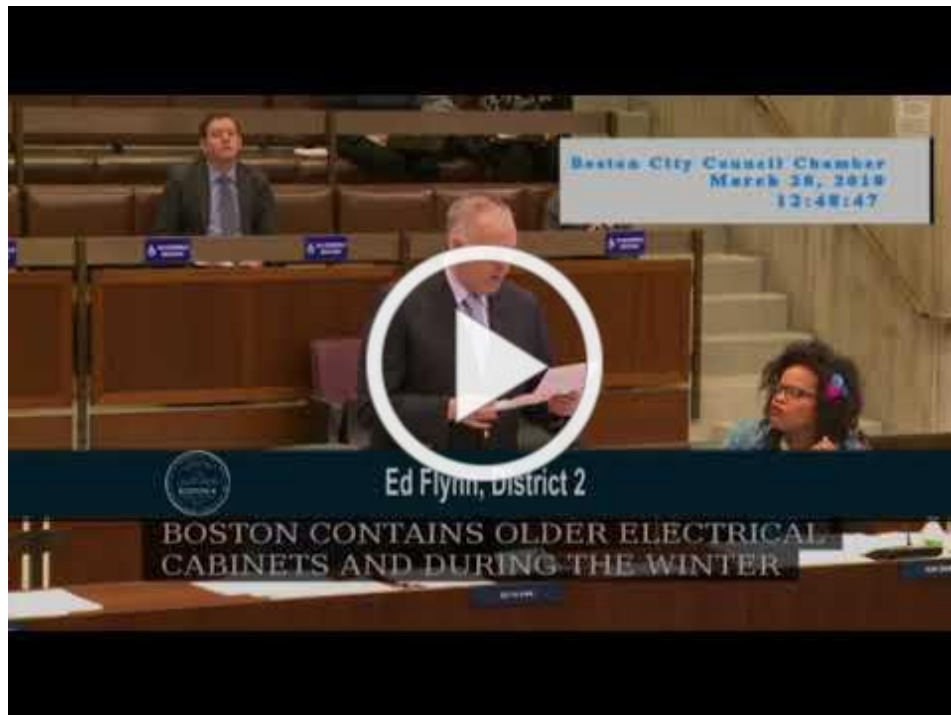 Boston City Council Chamber
March 28, 2018
12:48:47
Ed Flynn, District 2
BOSTON CONTAINS OLDER ELECTRICAL
CABINETS AND DURING THE WINTER